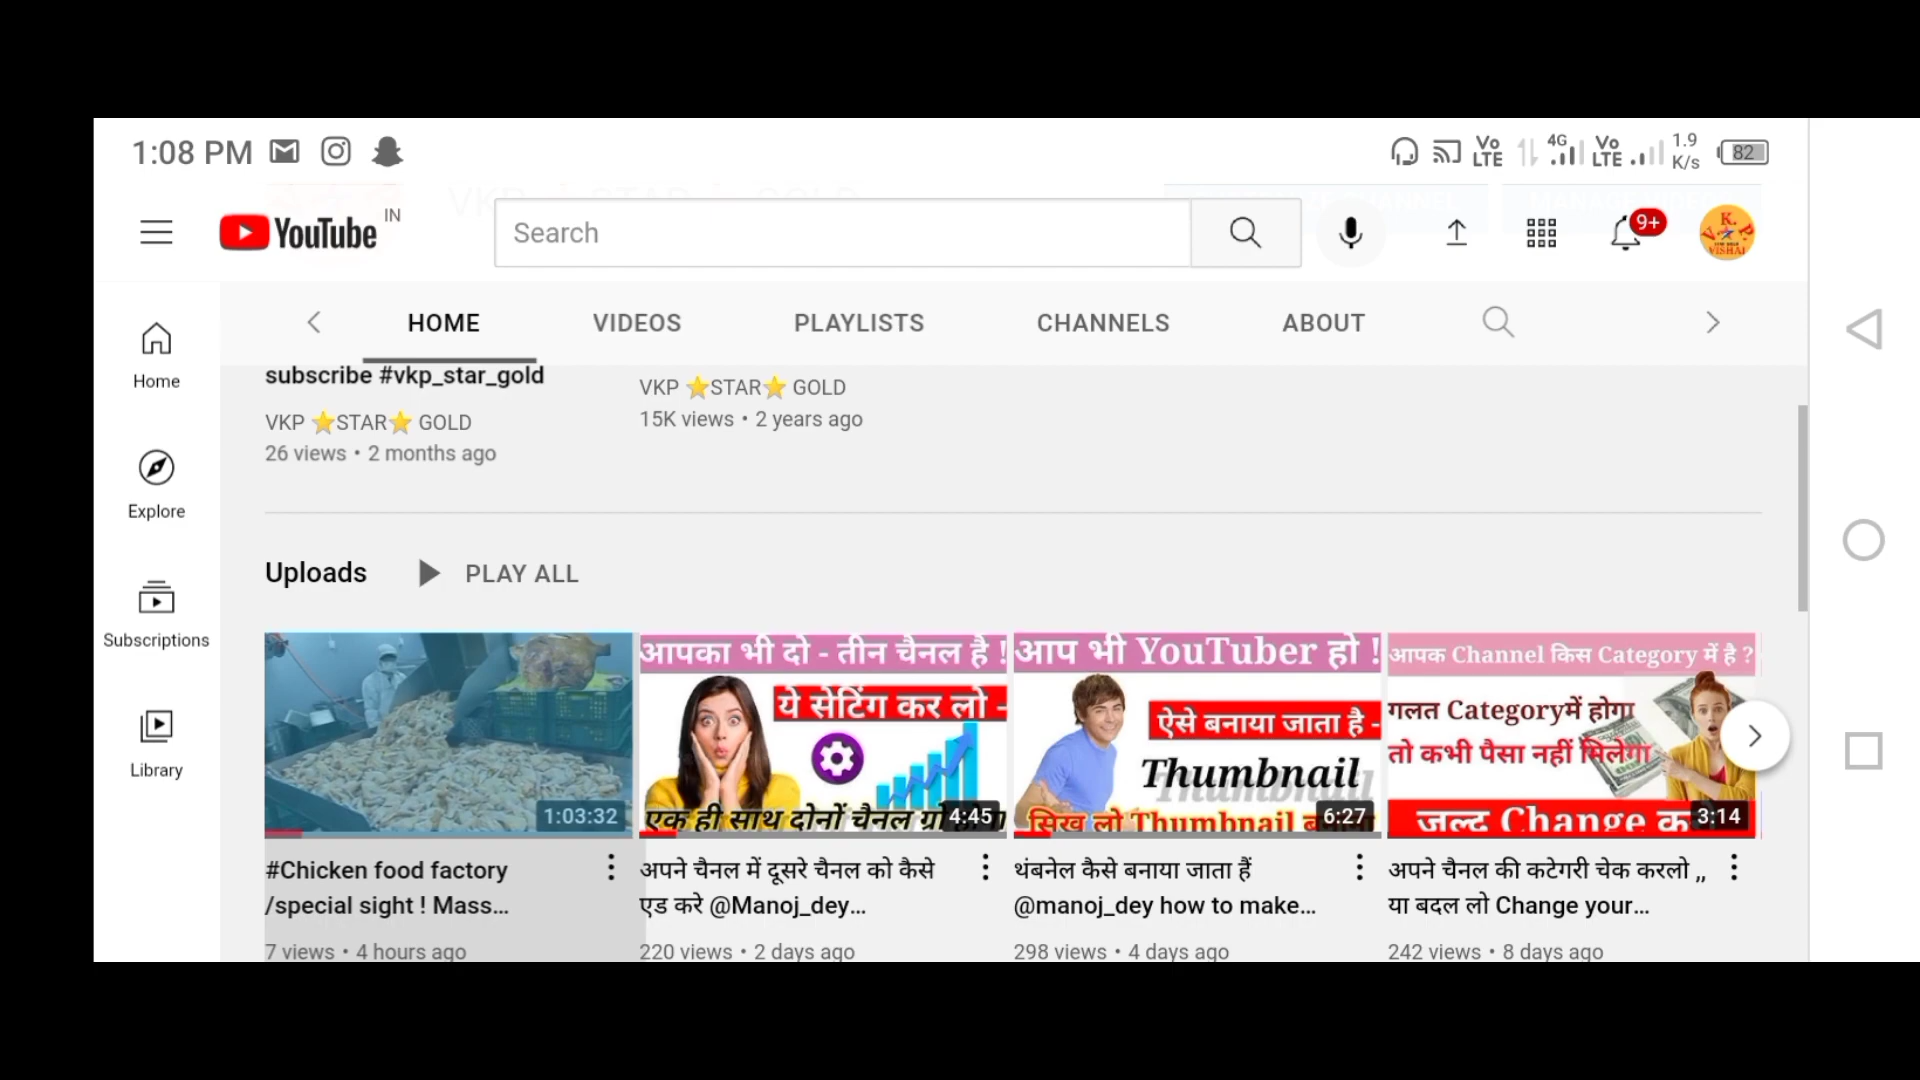 1:08 PM
Vo LTE 4G Vo LTE 1.9 K/s 82
YouTube IN
Search
9+
K.
V P
VISHAL
HOME VIDEOS PLAYLISTS CHANNELS ABOUT
Home
Explore
Subscriptions
Library
subscribe #vkp_star_gold
VKP ⭐STAR⭐ GOLD
26 views • 2 months ago
VKP ⭐STAR⭐ GOLD
15K views • 2 years ago
Uploads PLAY ALL
1:03:32
#Chicken food factory
/special sight ! Mass...
7 views • 4 hours ago
आपका भी दो - तीन चैनल है !
ये सेटिंग कर लो -
एक ही साथ दोनों चैनल
4:45
अपने चैनल में दूसरे चैनल को कैसे
एड करे @Manoj_dey...
220 views • 2 days ago
आप भी YouTuber हो !
ऐसे बनाया जाता है -
Thumbnail
सिख लो Thumbnail
6:27
थंबनेल कैसे बनाया जाता हैं
@manoj_dey how to make...
298 views • 4 days ago
आपक Channel किस Category में है ?
गलत Categoryमें होगा
तो कभी पैसा नहीं मिलेगा
जल्द Change क
3:14
अपने चैनल की कटेगरी चेक करलो ,,
या बदल लो Change your...
242 views • 8 days ago